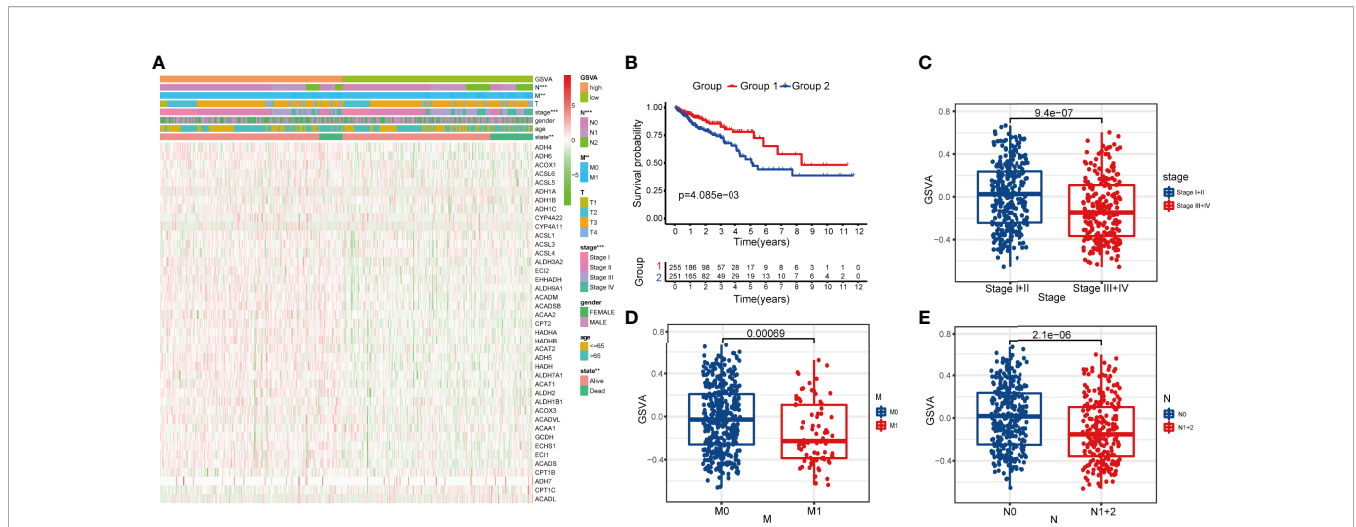 A
GSVA
N***
M**
T
stage***
gender
age
state**
ADH4
ADH6
ACOX1
ACSL6
ACSL5
ADH1A
ADH1B
ADH1C
CYP4A22
CYP4A11
ACSL1
ACSL3
ACSL4
ALDH3A2
ECI2
EHHADH
ALDH9A1
ACADM
ACADSB
ACAA2
CPT2
HADHA
HADHB
ACAT2
ADH5
HADH
ALDH7A1
ACAT1
ALDH2
ALDH1B1
ACOX3
ACADVL
ACAA1
GCDH
ECHS1
ECI1
ACADS
CPT1B
ADH7
CPT1C
ACADL
5
0
−5
GSVA
high
low
N***
N0
N1
N2
M**
M0
M1
T
T1
T2
T3
T4
stage***
Stage I
Stage II
Stage III
Stage IV
gender
FEMALE
MALE
age
<=65
>65
state**
Alive
Dead
B
Group Group 1 Group 2
Survival probability
1.00
0.75
0.50
0.25
0.00
p=4.085e−03
0 1 2 3 4 5 6 7 8 9 10 11 12
Time(years)
Group
1 255 186 98 57 28 17 9 8 6 3 1 1 0
2 251 165 82 49 29 19 13 10 7 6 4 2 0
0 1 2 3 4 5 6 7 8 9 10 11 12
Time(years)
C
GSVA
0.8
0.4
0.0
−0.4
9.4e−07
Stage I+II Stage III+IV
Stage
stage
Stage I+II
Stage III+IV
D
GSVA
0.8
0.4
0.0
−0.4
0.00069
M0 M1
M
M
M0
M1
E
GSVA
0.8
0.4
0.0
−0.4
2.1e−06
N0 N1+2
N
N
N0
N1+2